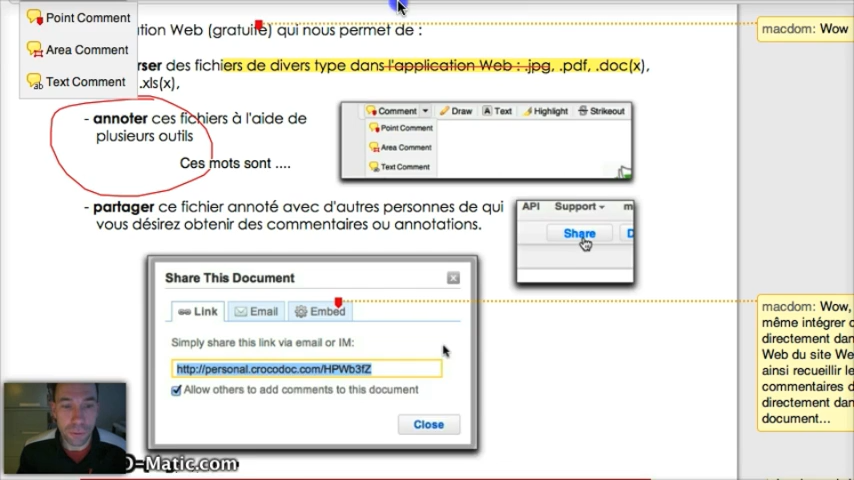 Point Comment
Area Comment
Text Comment
ation Web (gratuite) qui nous permet de :
erser des fichiers de divers type dans l'application Web : .jpg, .pdf, .doc(x),
.xls(x),
- annoter ces fichiers à l'aide de
plusieurs outils
Ces mots sont ....
Comment Draw Text Highlight Strikeout
Point Comment
Area Comment
Text Comment
- partager ce fichier annoté avec d'autres personnes de qui
vous désirez obtenir des commentaires ou annotations.
API Support m
Share D
Share This Document
Link Email Embed
Simply share this link via email or IM:
http://personal.crocodoc.com/HPWb3fZ
Allow others to add comments to this document
Close
macdom: Wow
macdom: Wow,
même intégrer c
directement dan
Web du site We
ainsi recueillir le
commentaires d
directement dan
document...
-Matic.com